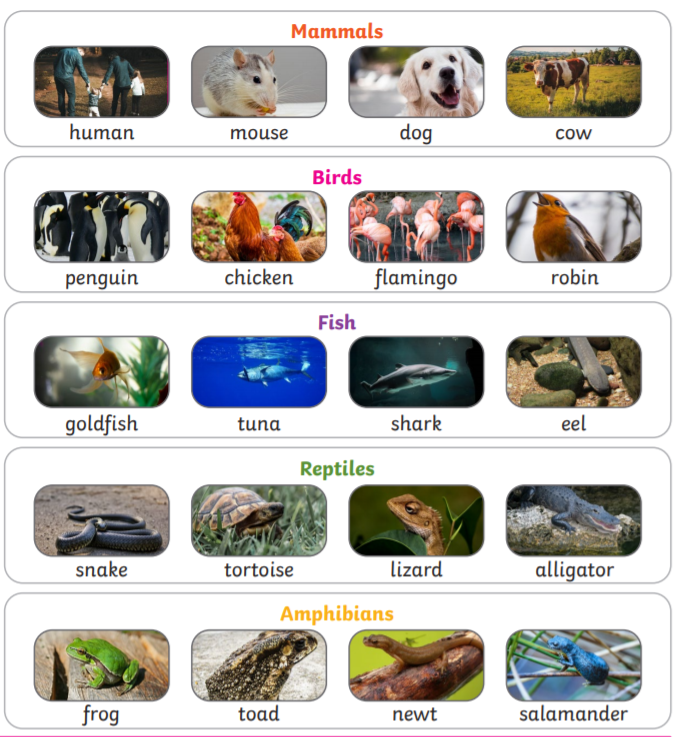 Mammals
human mouse dog cow
Birds
penguin chicken flamingo robin
Fish
goldfish tuna shark eel
Reptiles
snake tortoise lizard alligator
Amphibians
frog toad newt salamander